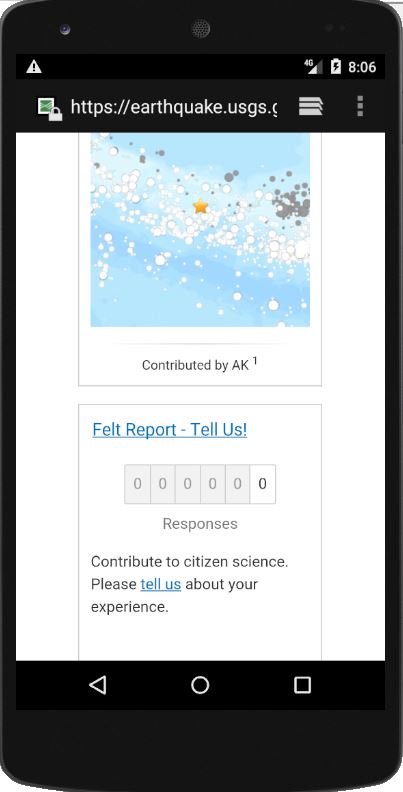 4G 8:06
https://earthquake.usgs.g
Contributed by AK 1
Felt Report - Tell Us!
0 0 0 0 0 0
Responses
Contribute to citizen science.
Please tell us about your
experience.